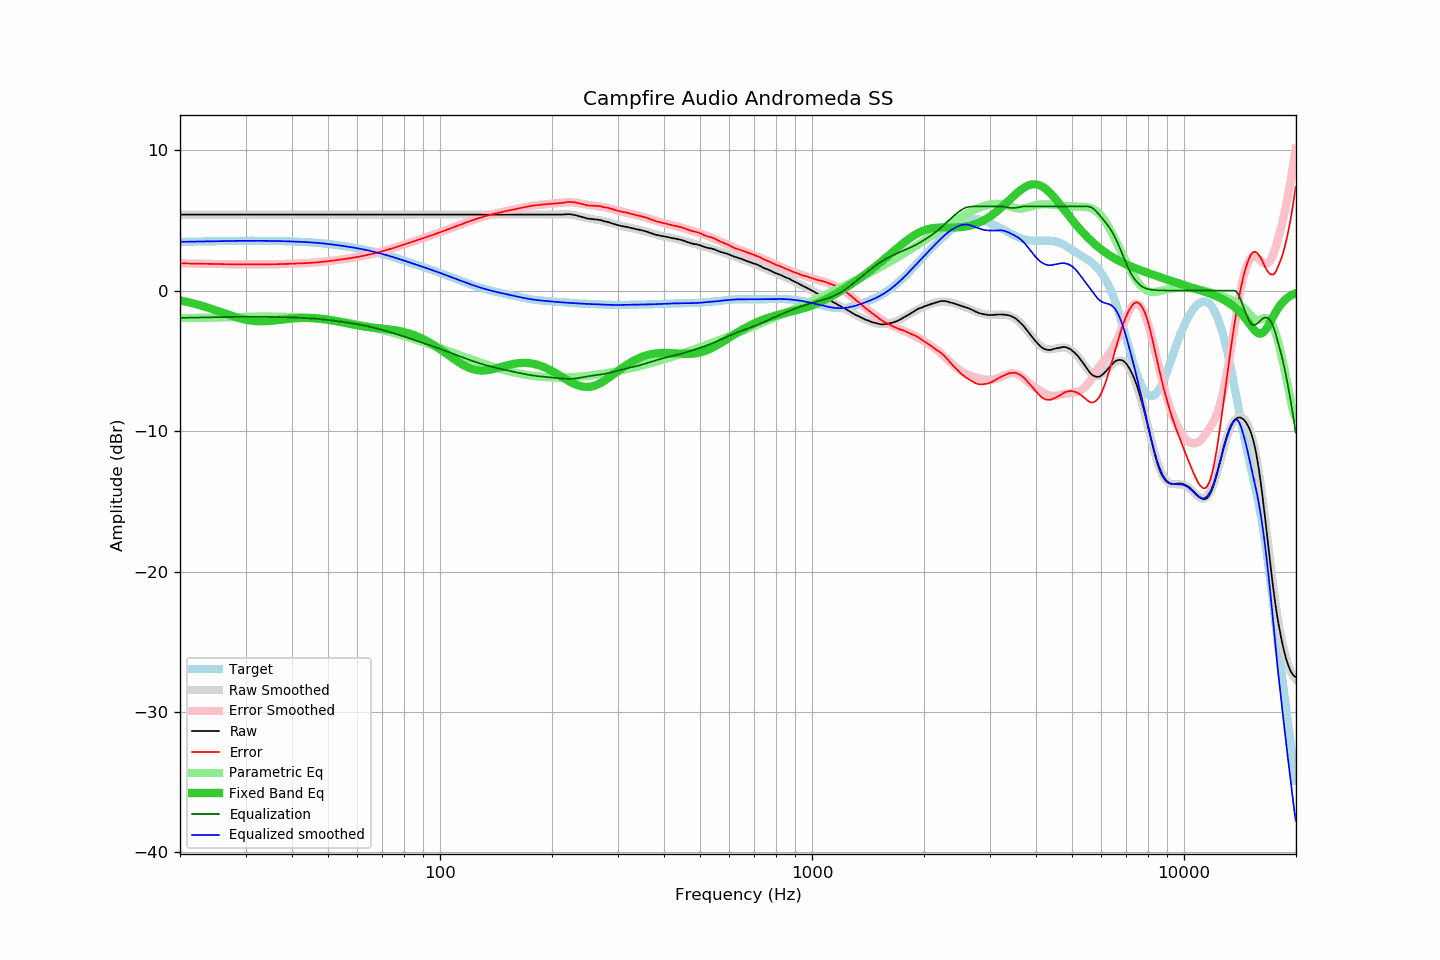 Campfire Audio Andromeda SS
10
0
−10
−20
−30
−40
Amplitude (dBr)
Target
Raw Smoothed
Error Smoothed
Raw
Error
Parametric Eq
Fixed Band Eq
Equalization
Equalized smoothed
100
1000
10000
Frequency (Hz)